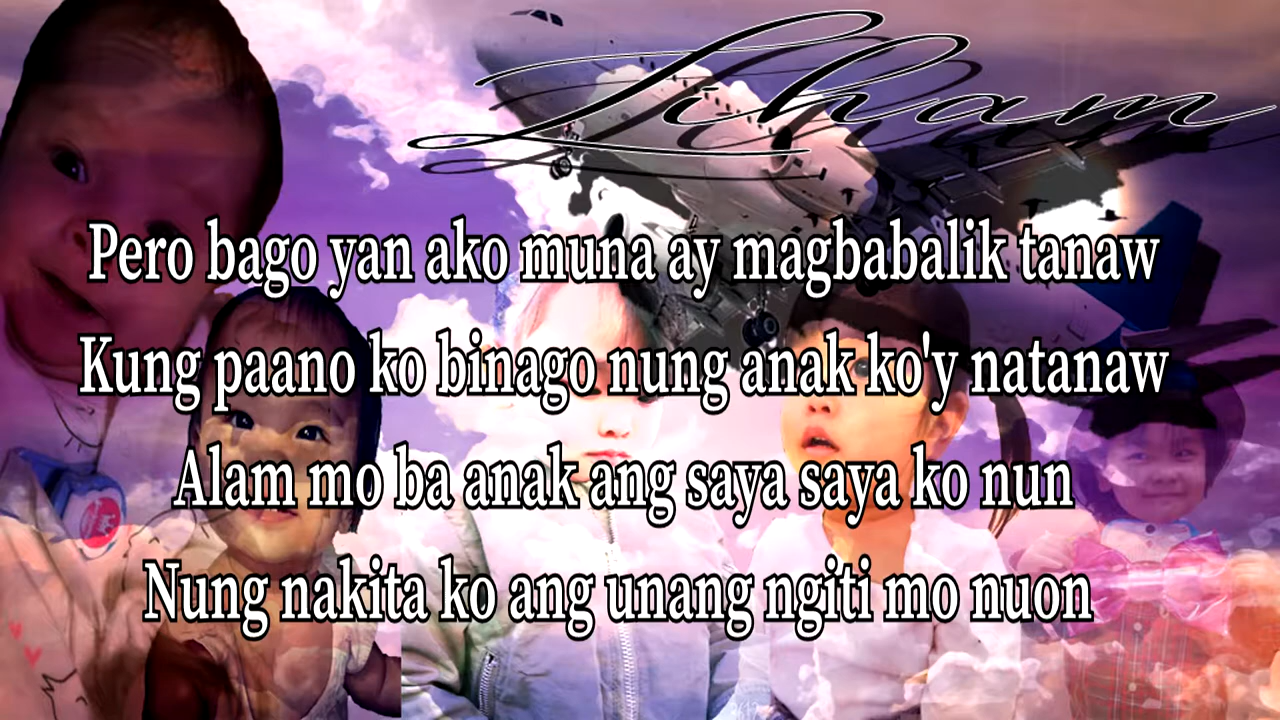 Liham
Pero bago yan ako muna ay magbabalik tanaw
Kung paano ko binago nung anak ko'y natanaw
Alam mo ba anak ang saya saya ko nun
Nung nakita ko ang unang ngiti mo nuon